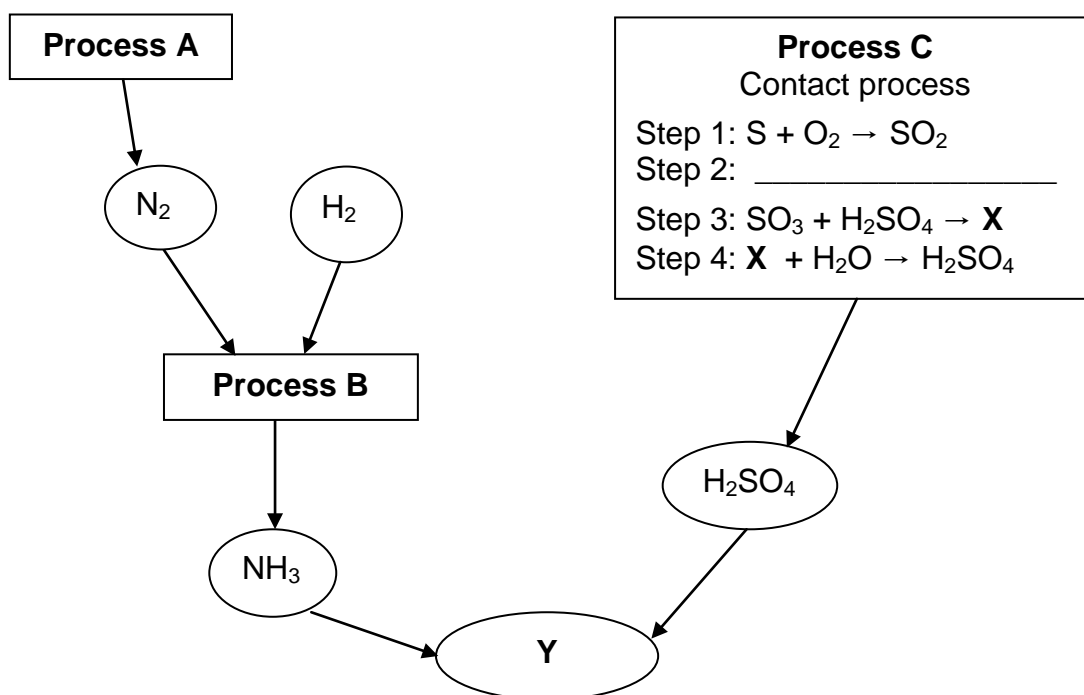 Process A
N₂
H₂
Process B
NH₃
Process C
Contact process
Step 1: S + O₂ → SO₂
Step 2: __________________
Step 3: SO₃ + H₂SO₄ → X
Step 4: X + H₂O → H₂SO₄
H₂SO₄
Y